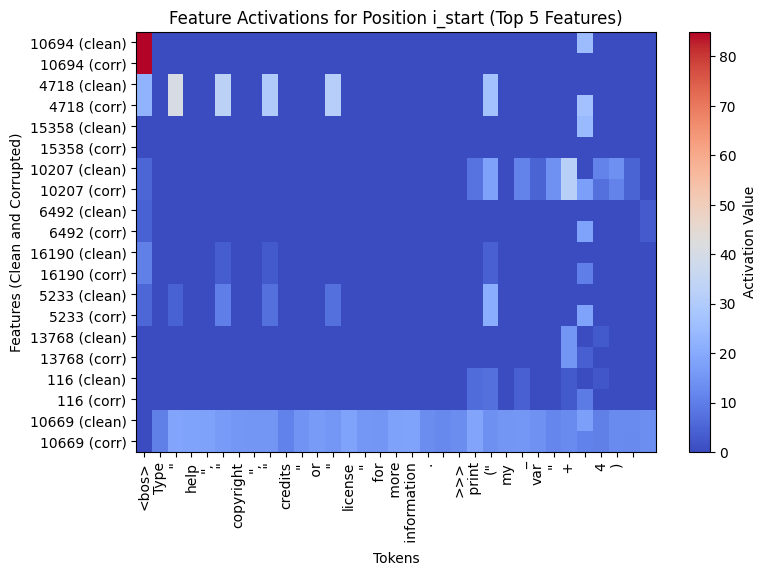 Feature Activations for Position i_start (Top 5 Features)
Features (Clean and Corrupted)
10694 (clean)
10694 (corr)
4718 (clean)
4718 (corr)
15358 (clean)
15358 (corr)
10207 (clean)
10207 (corr)
6492 (clean)
6492 (corr)
16190 (clean)
16190 (corr)
5233 (clean)
5233 (corr)
13768 (clean)
13768 (corr)
116 (clean)
116 (corr)
10669 (clean)
10669 (corr)
<bos>
Type
"
help
",
"
copyright
",
"
credits
"
or
"
license
"
for
more
information
.
>>>
print
("
my
_
var
"
+
4
)
Tokens
80
70
60
50
40
30
20
10
0
Activation Value